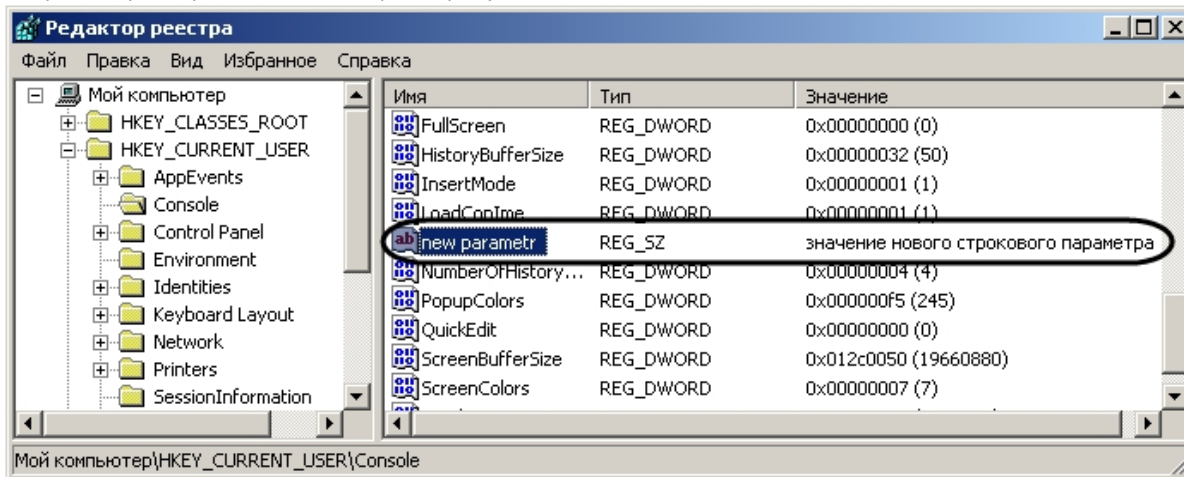 Редактор реестра
Файл Правка Вид Избранное Справка
Мой компьютер
HKEY_CLASSES_ROOT
HKEY_CURRENT_USER
AppEvents
Console
Control Panel
Environment
Identities
Keyboard Layout
Network
Printers
SessionInformation
Имя Тип Значение
FullScreen REG_DWORD 0x00000000 (0)
HistoryBufferSize REG_DWORD 0x00000032 (50)
InsertMode REG_DWORD 0x00000001 (1)
LoadConIme REG_DWORD 0x00000001 (1)
new parametr REG_SZ значение нового строкового параметра
NumberOfHistory... REG_DWORD 0x00000004 (4)
PopupColors REG_DWORD 0x000000f5 (245)
QuickEdit REG_DWORD 0x00000000 (0)
ScreenBufferSize REG_DWORD 0x012c0050 (19660880)
ScreenColors REG_DWORD 0x00000007 (7)
Мой компьютер\HKEY_CURRENT_USER\Console